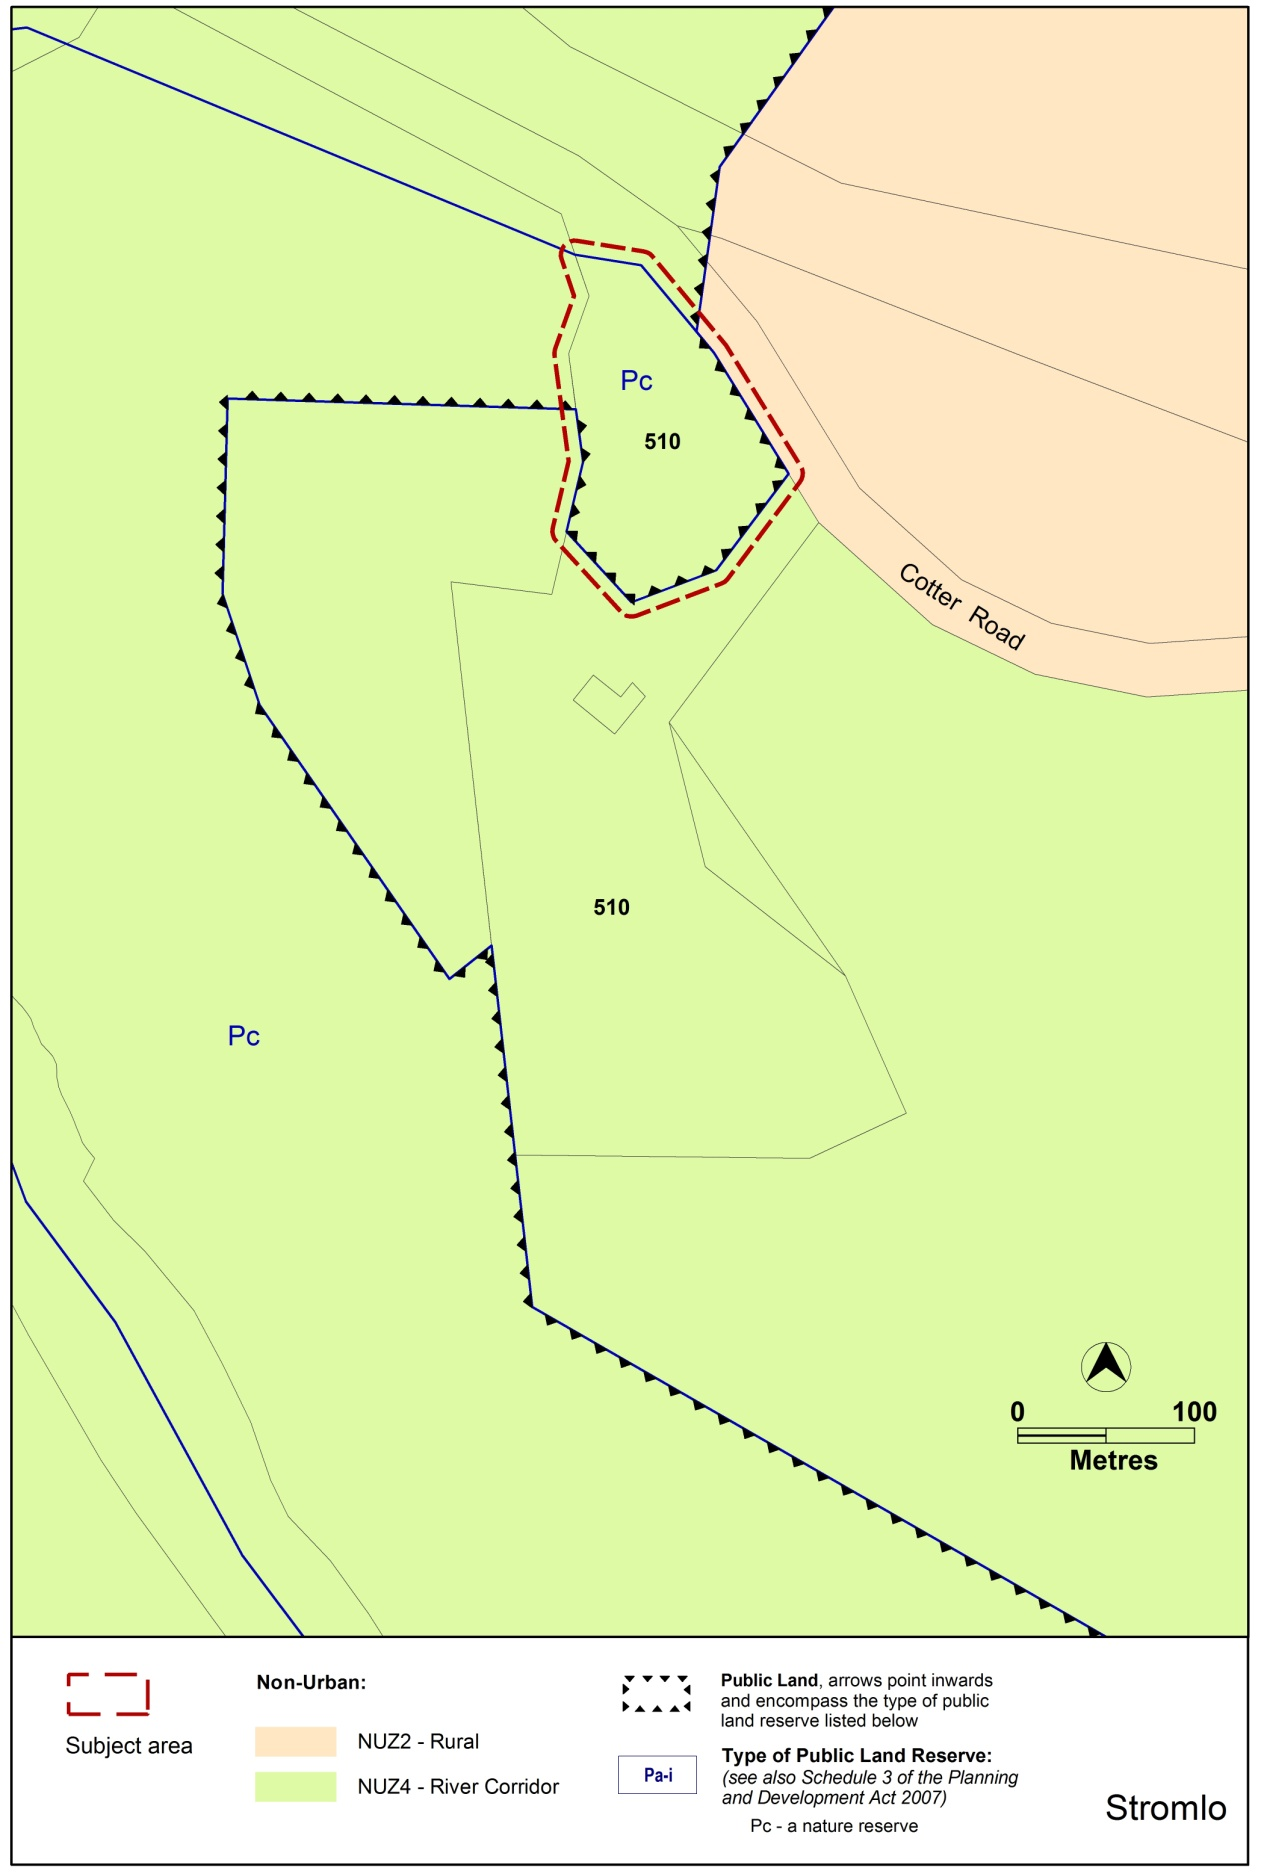 Pc
510
Cotter Road
510
Pc
0 100
Metres
Subject area
Non-Urban:
NUZ2 - Rural
NUZ4 - River Corridor
Public Land, arrows point inwards
and encompass the type of public
land reserve listed below
Pa-i
Type of Public Land Reserve:
(see also Schedule 3 of the Planning
and Development Act 2007)
Pc - a nature reserve
Stromlo